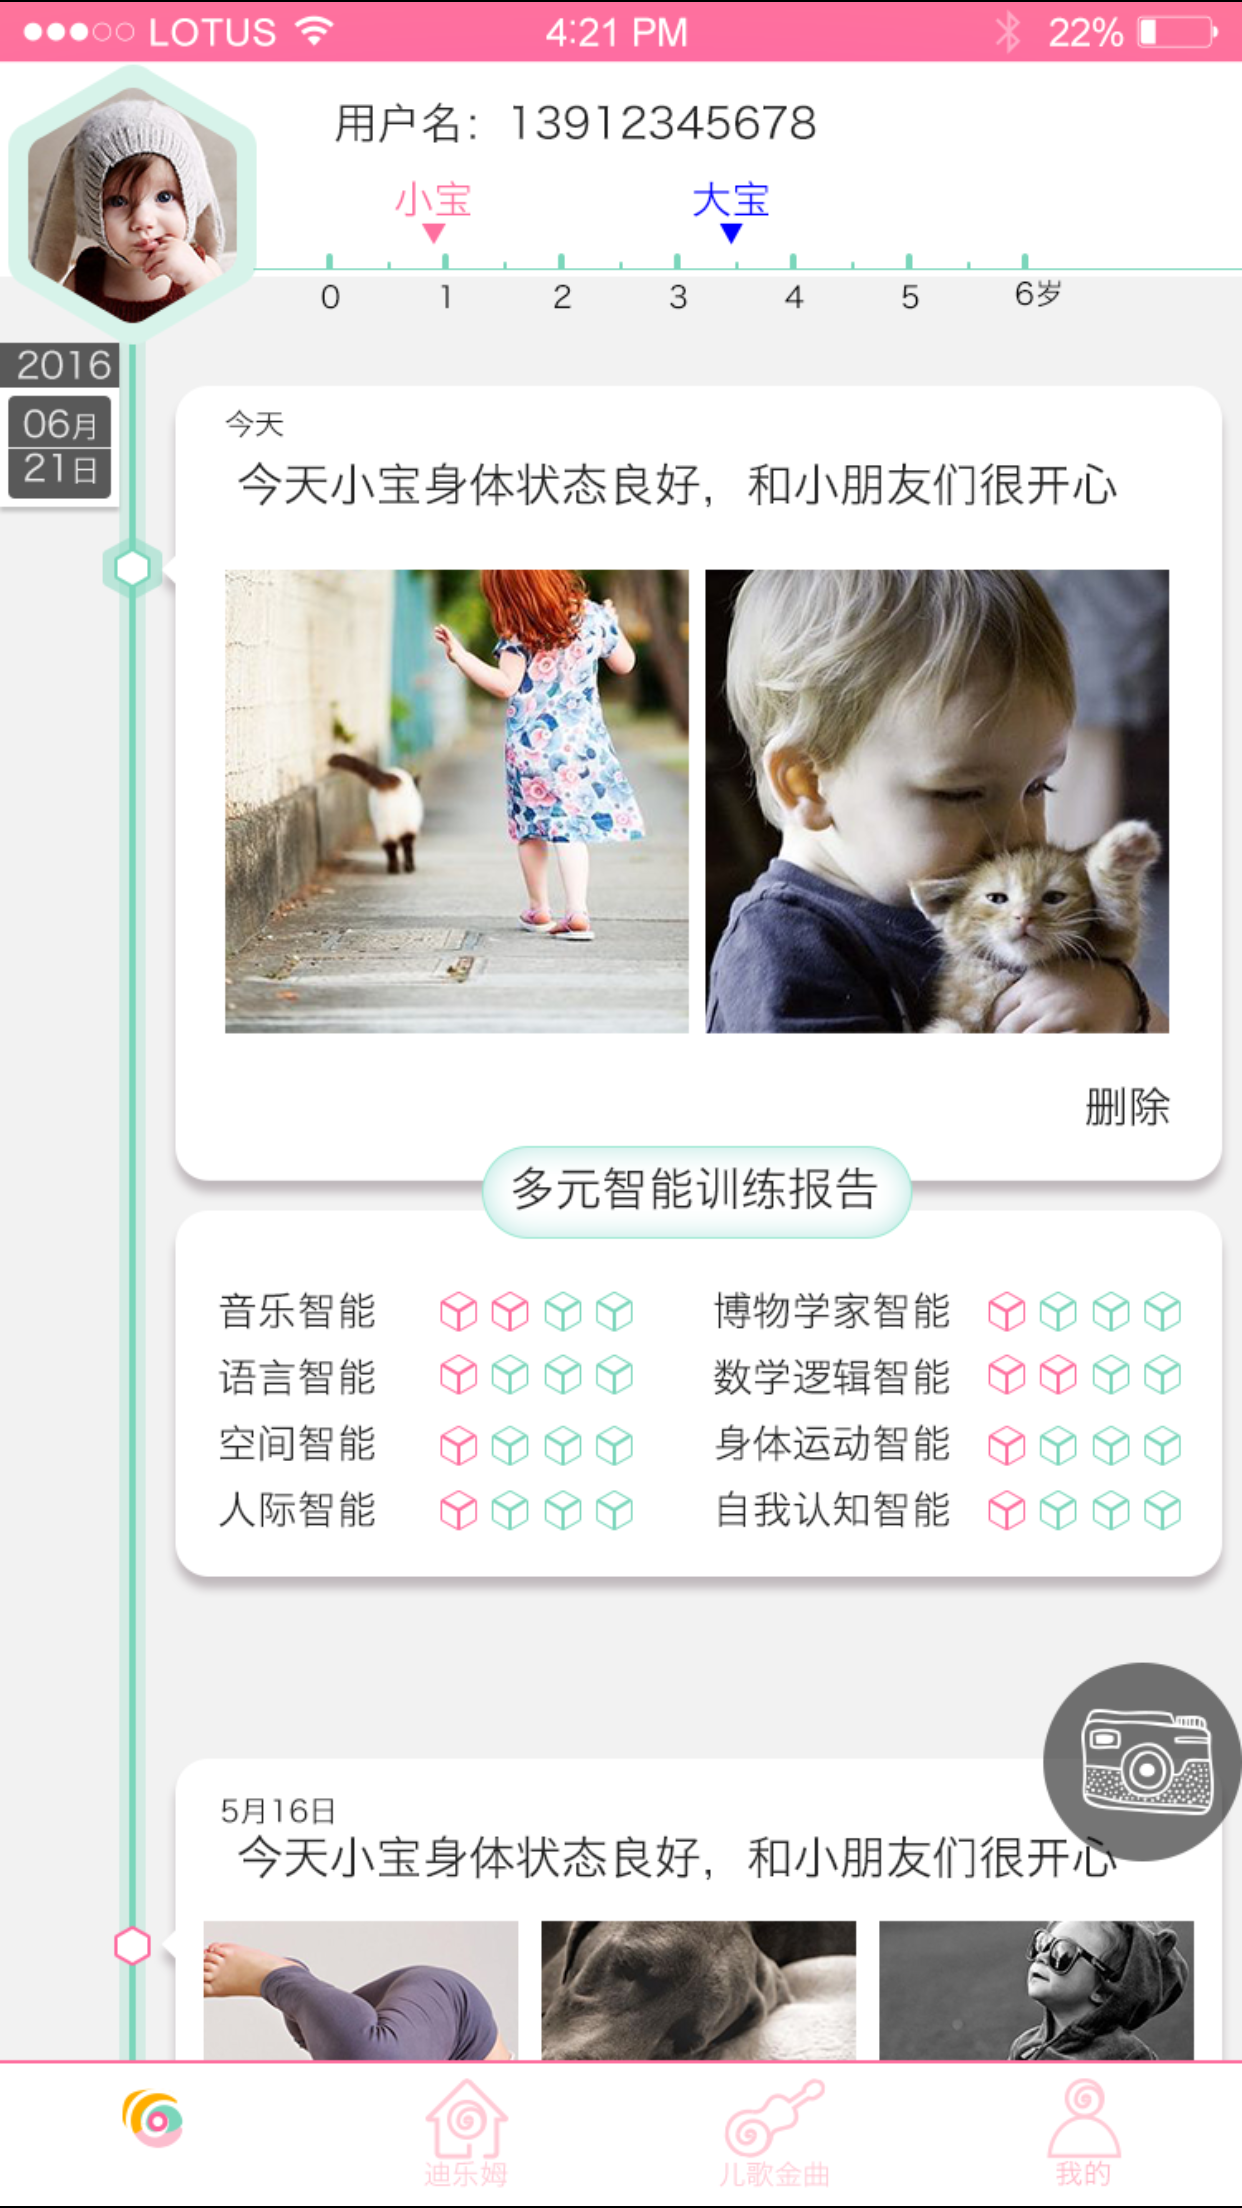 LOTUS 4:21 PM 22%
用户名：13912345678
小宝 大宝
0 1 2 3 4 5 6岁
2016
06月
21日
今天
今天小宝身体状态良好，和小朋友们很开心
删除
多元智能训练报告
音乐智能 博物学家智能
语言智能 数学逻辑智能
空间智能 身体运动智能
人际智能 自我认知智能
5月16日
今天小宝身体状态良好，和小朋友们很开心
迪乐姆 儿歌金曲 我的